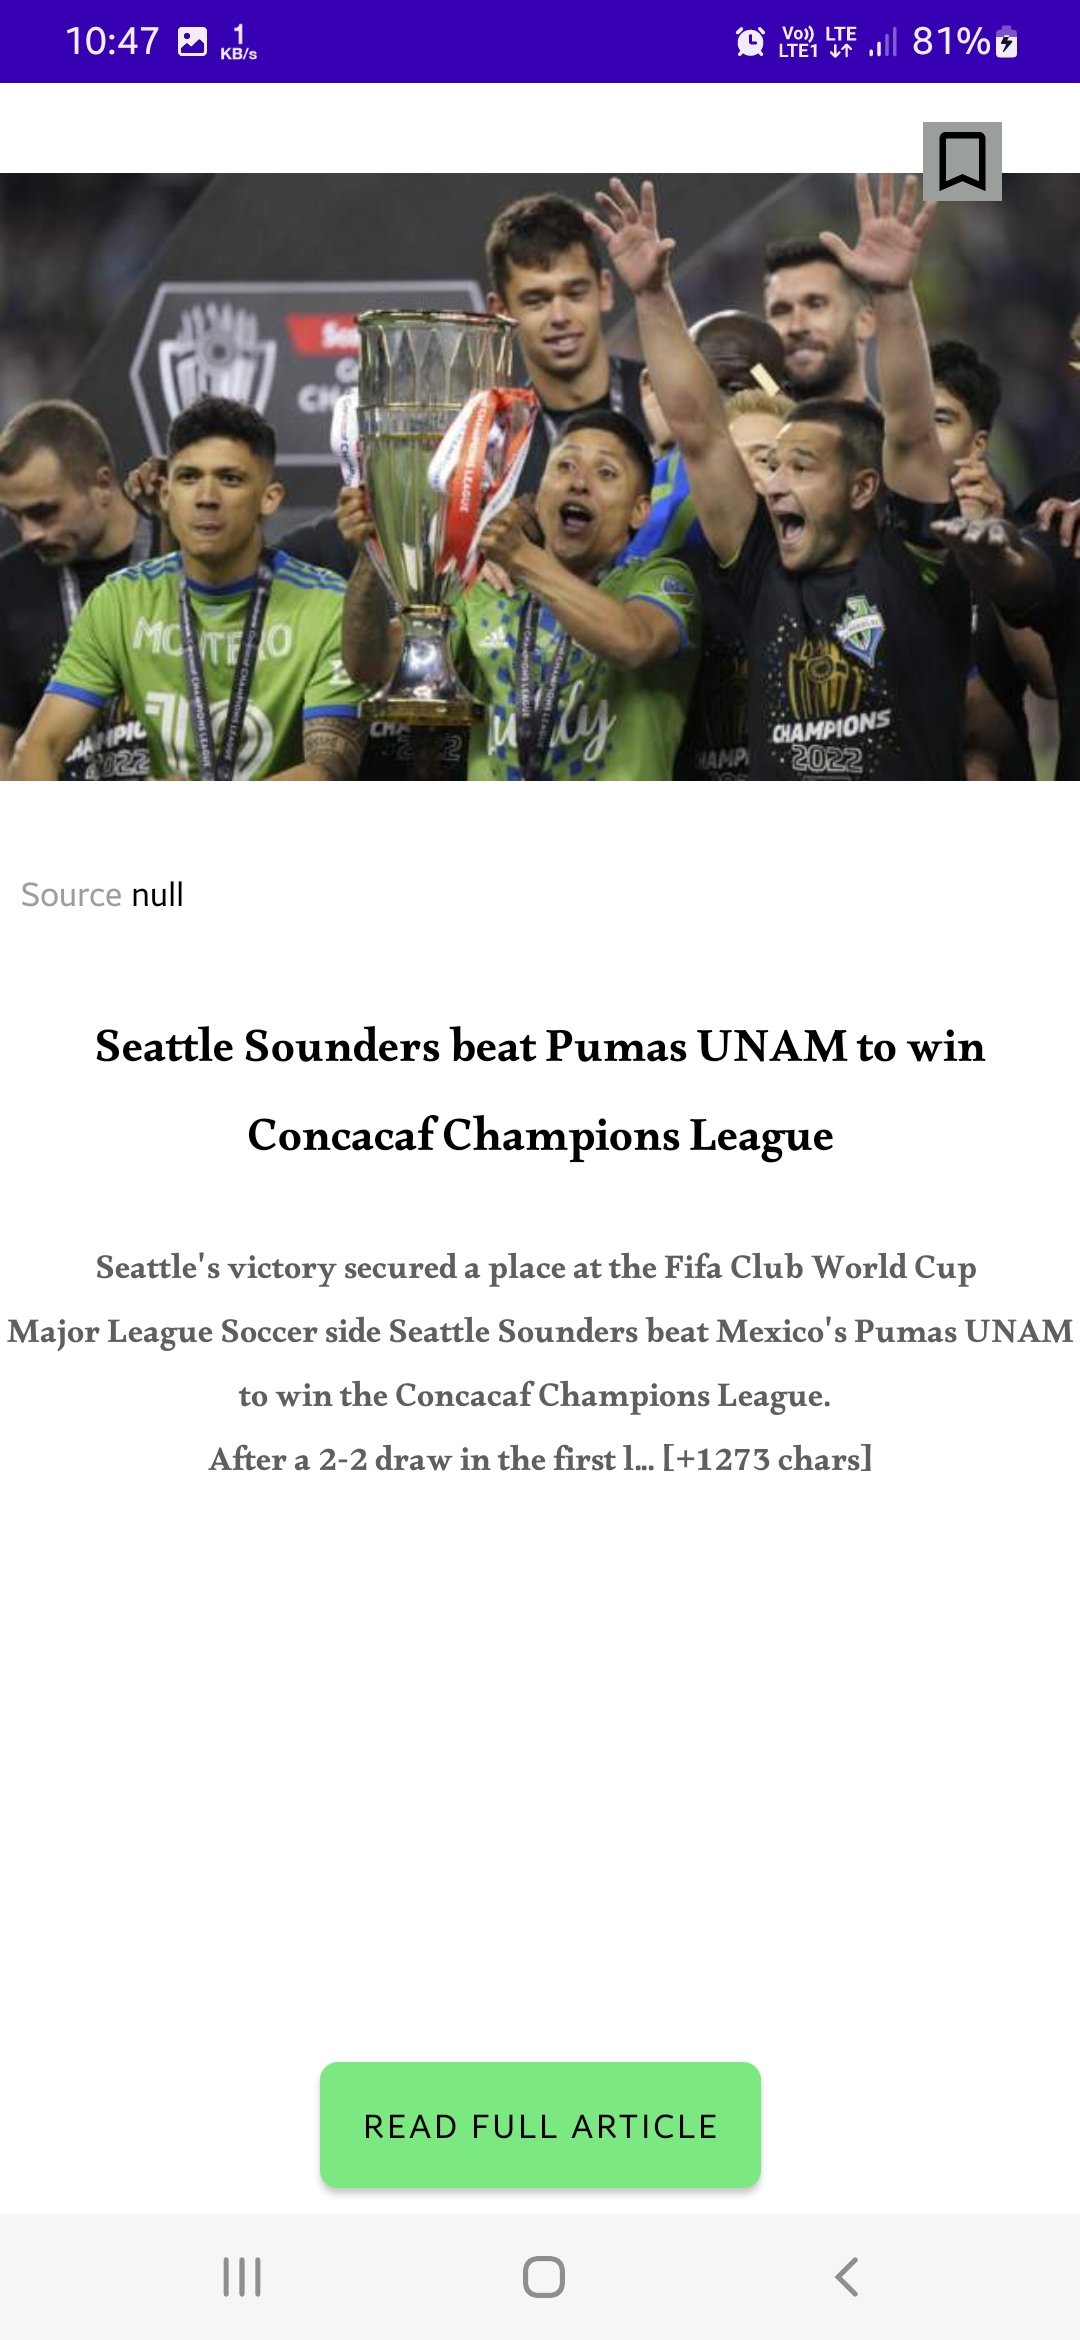 10:47 1 KB/s Vo)) LTE1 LTE 81%
CHAMPIONS LEAGUE
MONTERO
CHAMPIONS
2022
Source null
Seattle Sounders beat Pumas UNAM to win
Concacaf Champions League
Seattle's victory secured a place at the Fifa Club World Cup
Major League Soccer side Seattle Sounders beat Mexico's Pumas UNAM
to win the Concacaf Champions League.
After a 2-2 draw in the first l... [+1273 chars]
READ FULL ARTICLE